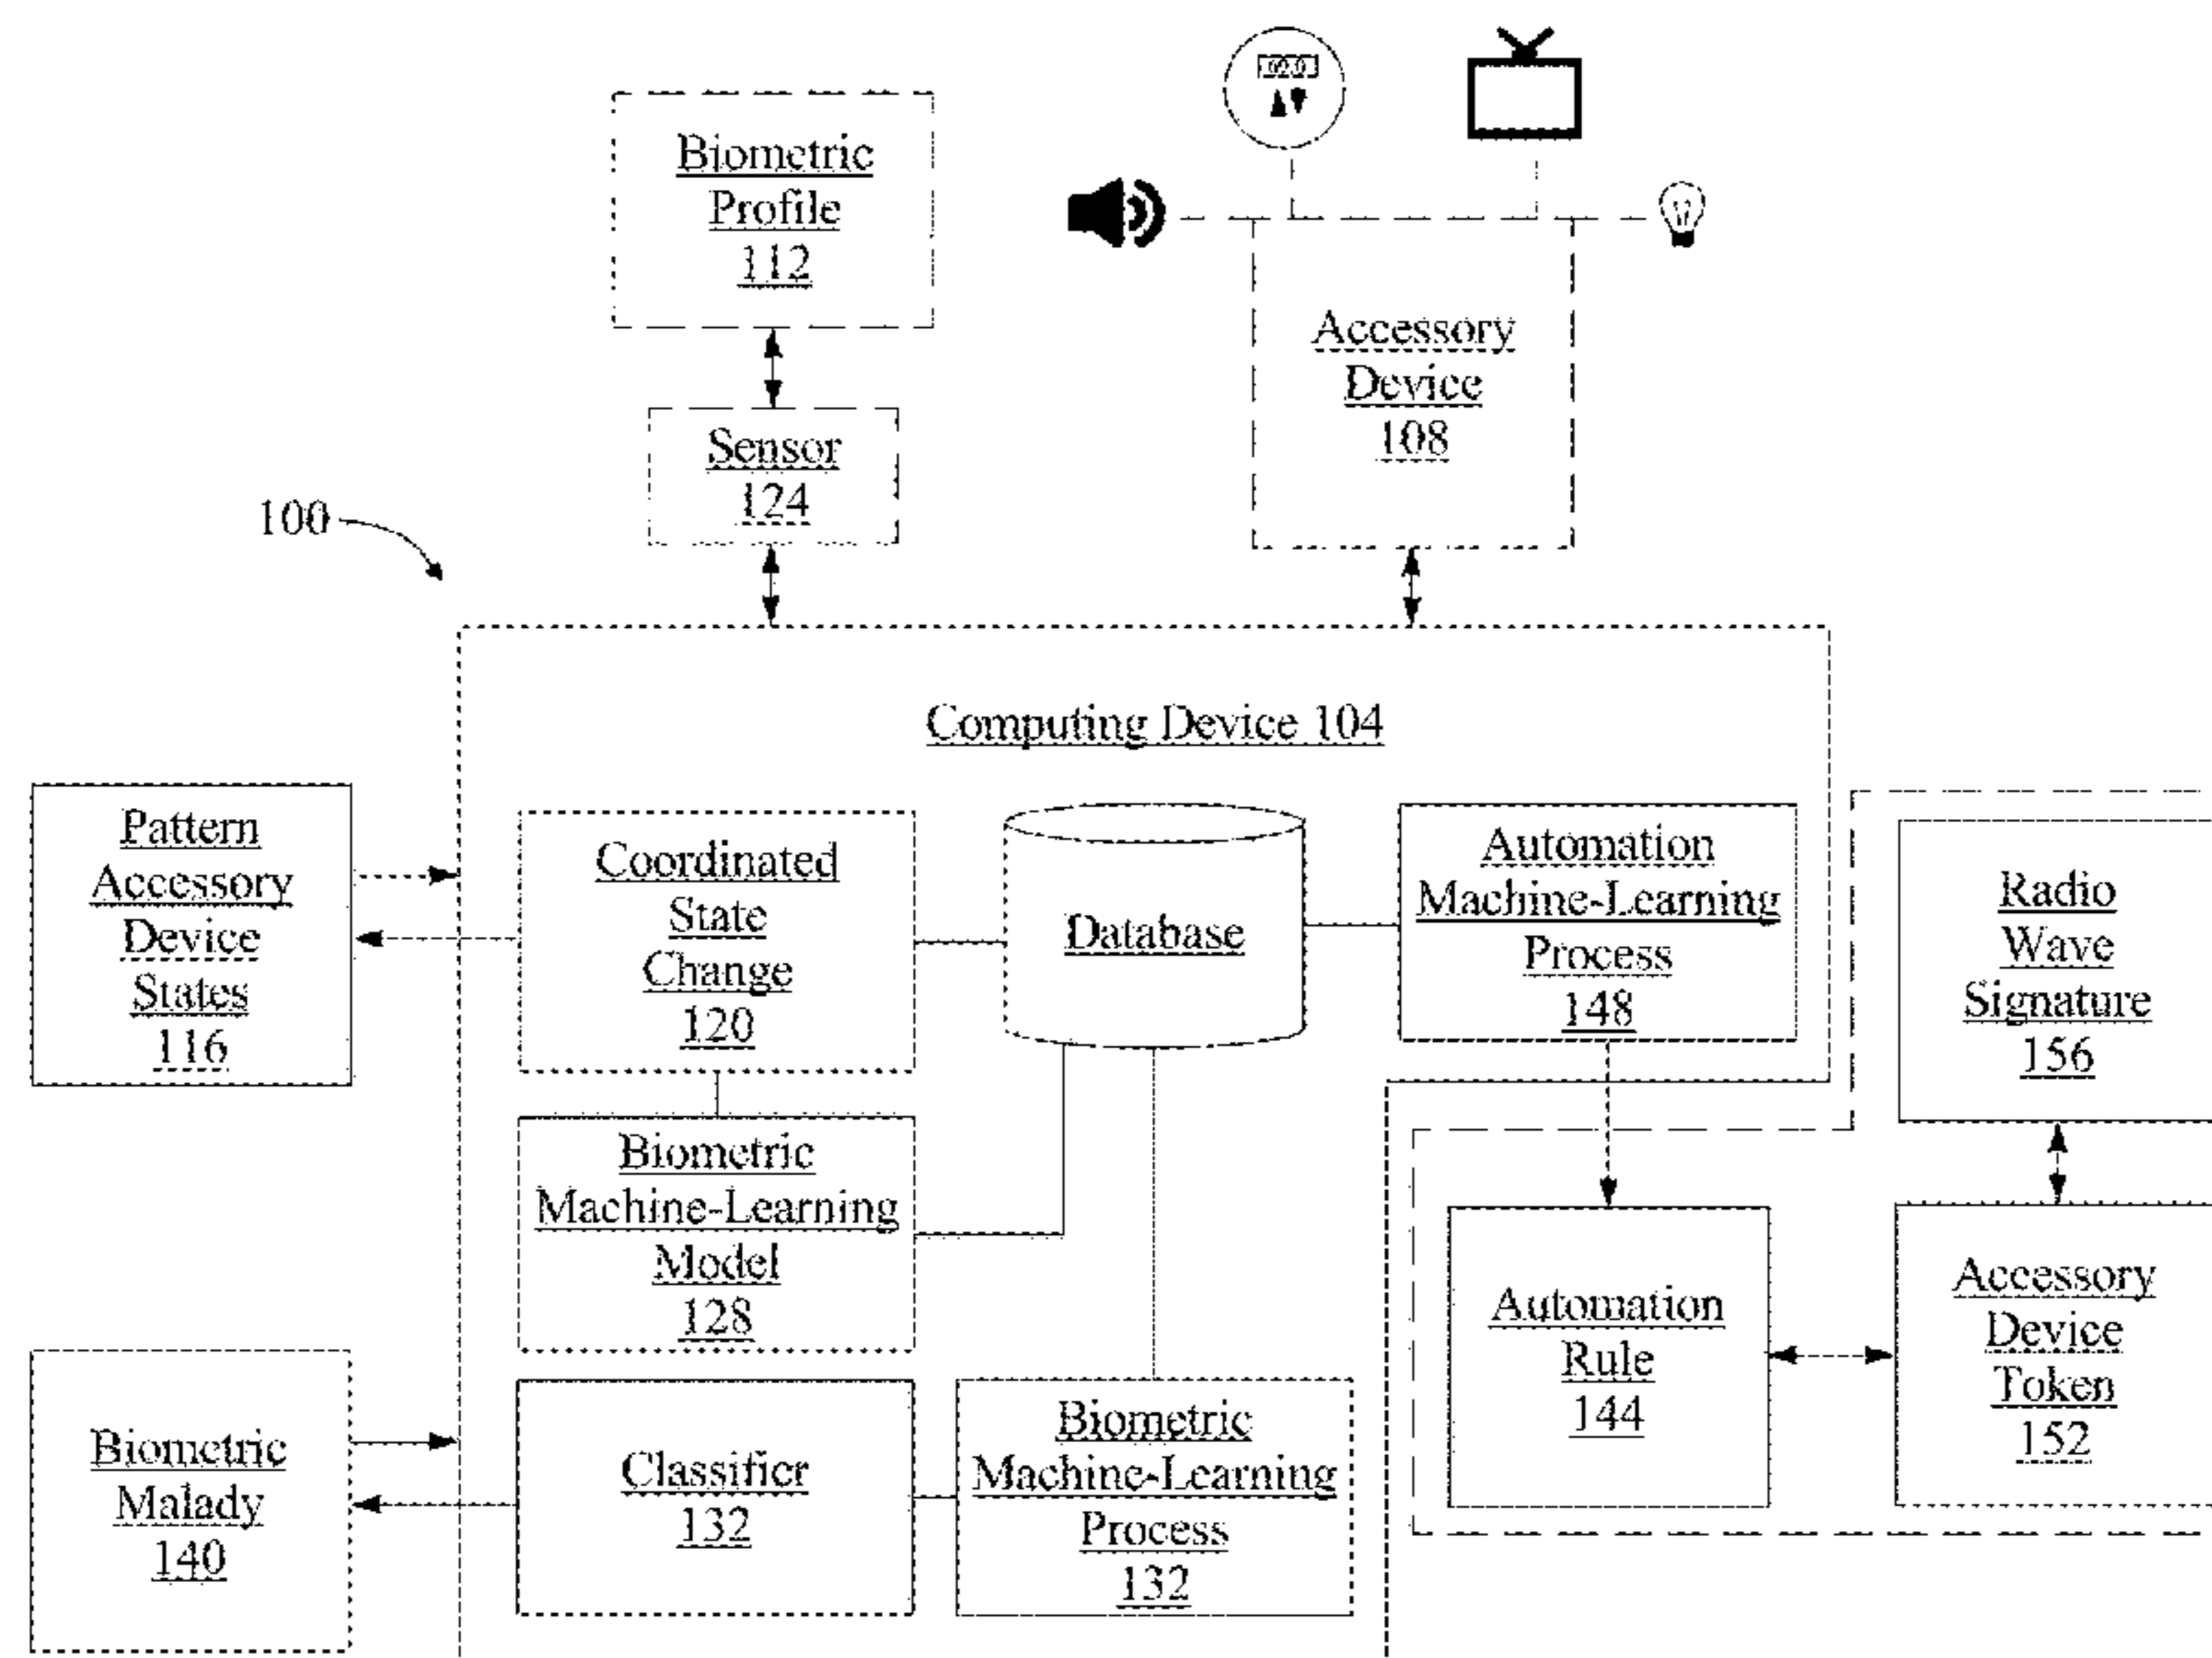 Biometric
Profile
112
Accessory
Device
108
Sensor
124
100
Computing Device 104
Pattern
Accessory
Device
States
116
Coordinated
State
Change
120
Database
Automation
Machine-Learning
Process
148
Radio
Wave
Signature
156
Biometric
Machine-Learning
Model
128
Automation
Rule
144
Accessory
Device
Token
152
Biometric
Malady
140
Classifier
132
Biometric
Machine-Learning
Process
132